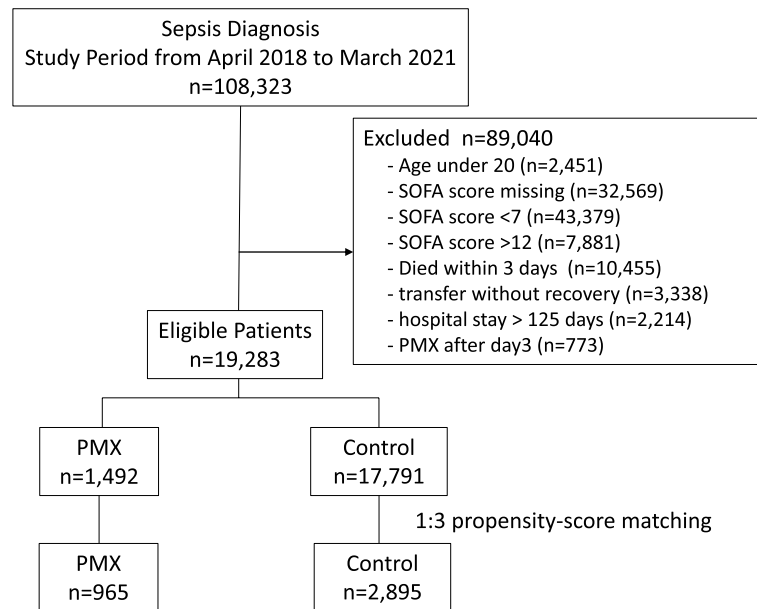 Sepsis Diagnosis
Study Period from April 2018 to March 2021
n=108,323
Excluded n=89,040
- Age under 20 (n=2,451)
- SOFA score missing (n=32,569)
- SOFA score <7 (n=43,379)
- SOFA score >12 (n=7,881)
- Died within 3 days (n=10,455)
- transfer without recovery (n=3,338)
- hospital stay > 125 days (n=2,214)
- PMX after day3 (n=773)
Eligible Patients
n=19,283
PMX
n=1,492
Control
n=17,791
1:3 propensity-score matching
PMX
n=965
Control
n=2,895